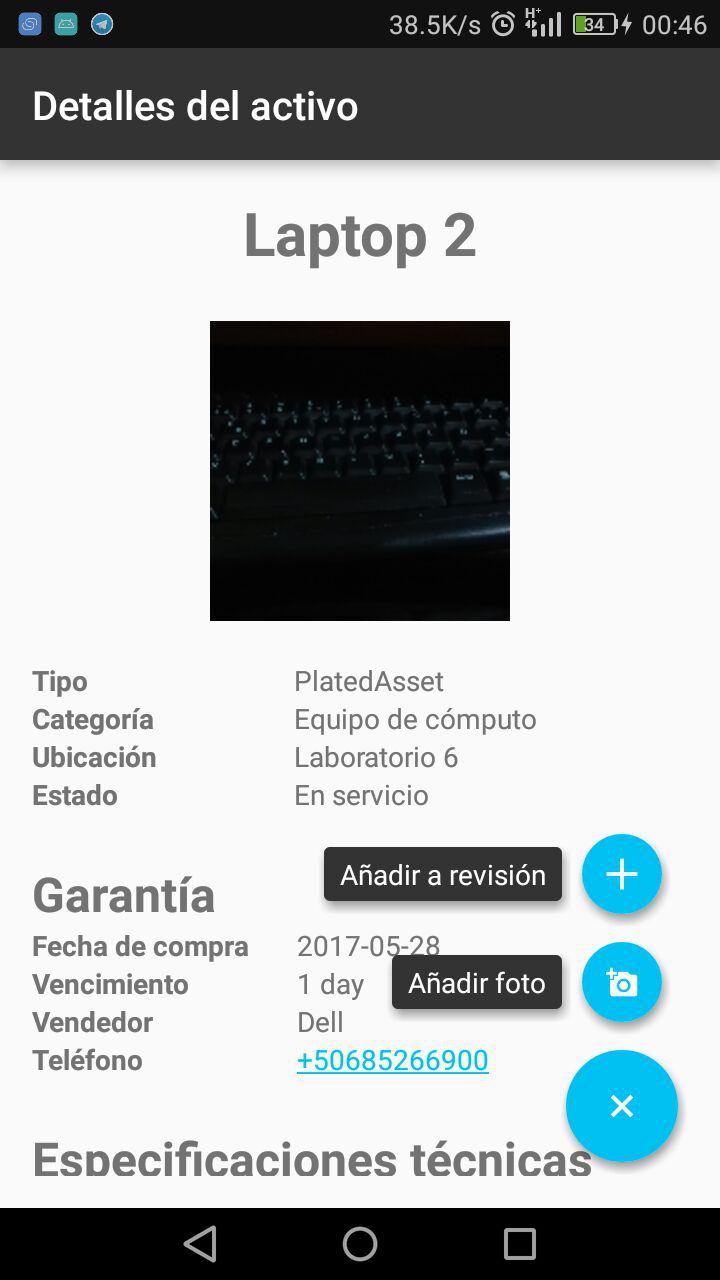 38.5K/s H+ 34 00:46
Detalles del activo
Laptop 2
Tipo PlatedAsset
Categoría Equipo de cómputo
Ubicación Laboratorio 6
Estado En servicio
Añadir a revisión
Garantía
Fecha de compra 2017-05-28
Vencimiento 1 day
Añadir foto
Vendedor Dell
Teléfono +50685266900
Especificaciones técnicas